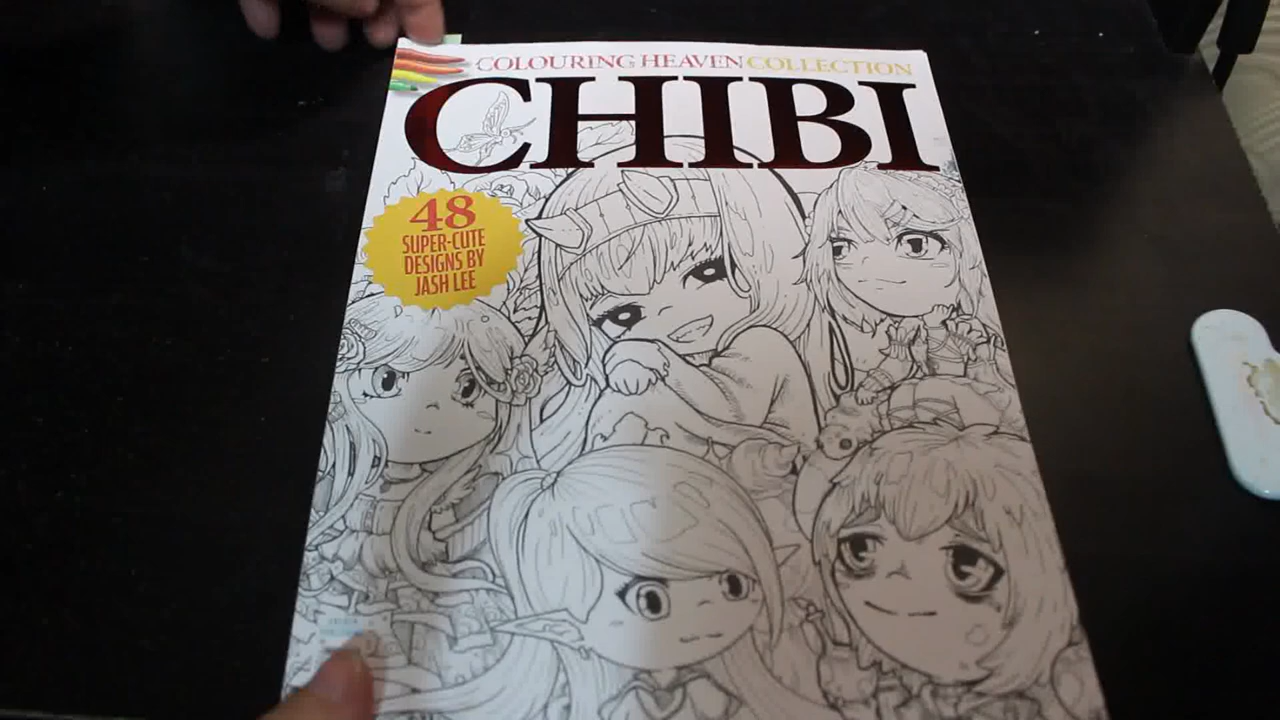 COLOURING HEAVEN COLLECTION
CHIBI
48
SUPER-CUTE
DESIGNS BY
JASH LEE